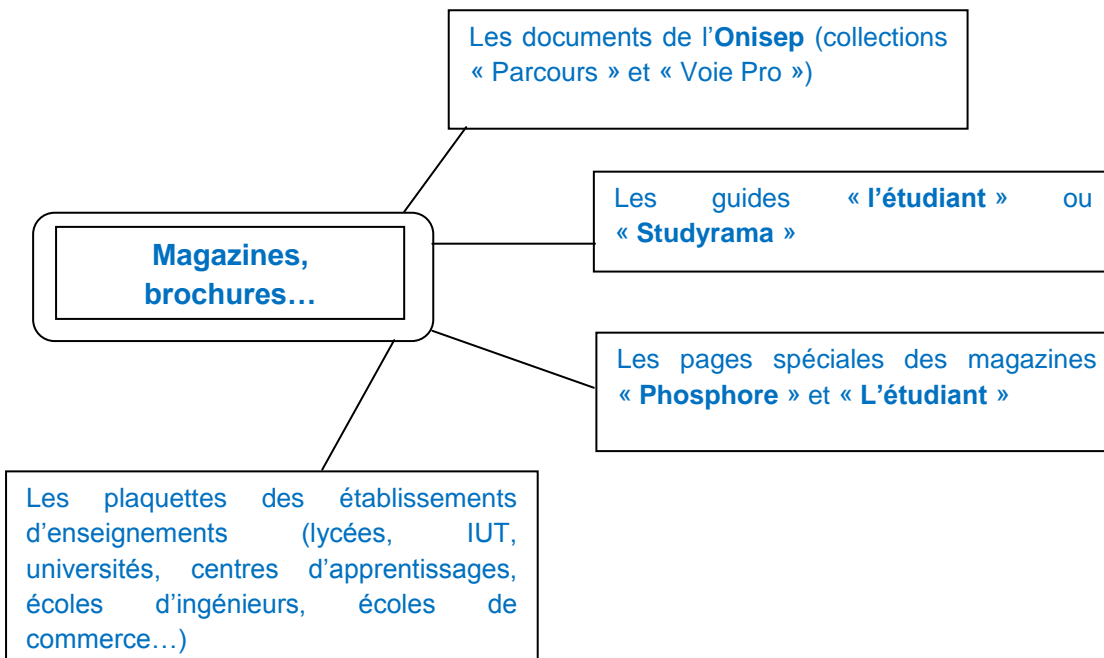 Les documents de l’Onisep (collections
« Parcours » et « Voie Pro »)
Les guides « l’étudiant » ou
« Studyrama »
Magazines,
brochures…
Les pages spéciales des magazines
« Phosphore » et « L’étudiant »
Les plaquettes des établissements
d’enseignements (lycées, IUT,
universités, centres d’apprentissages,
écoles d’ingénieurs, écoles de
commerce…)